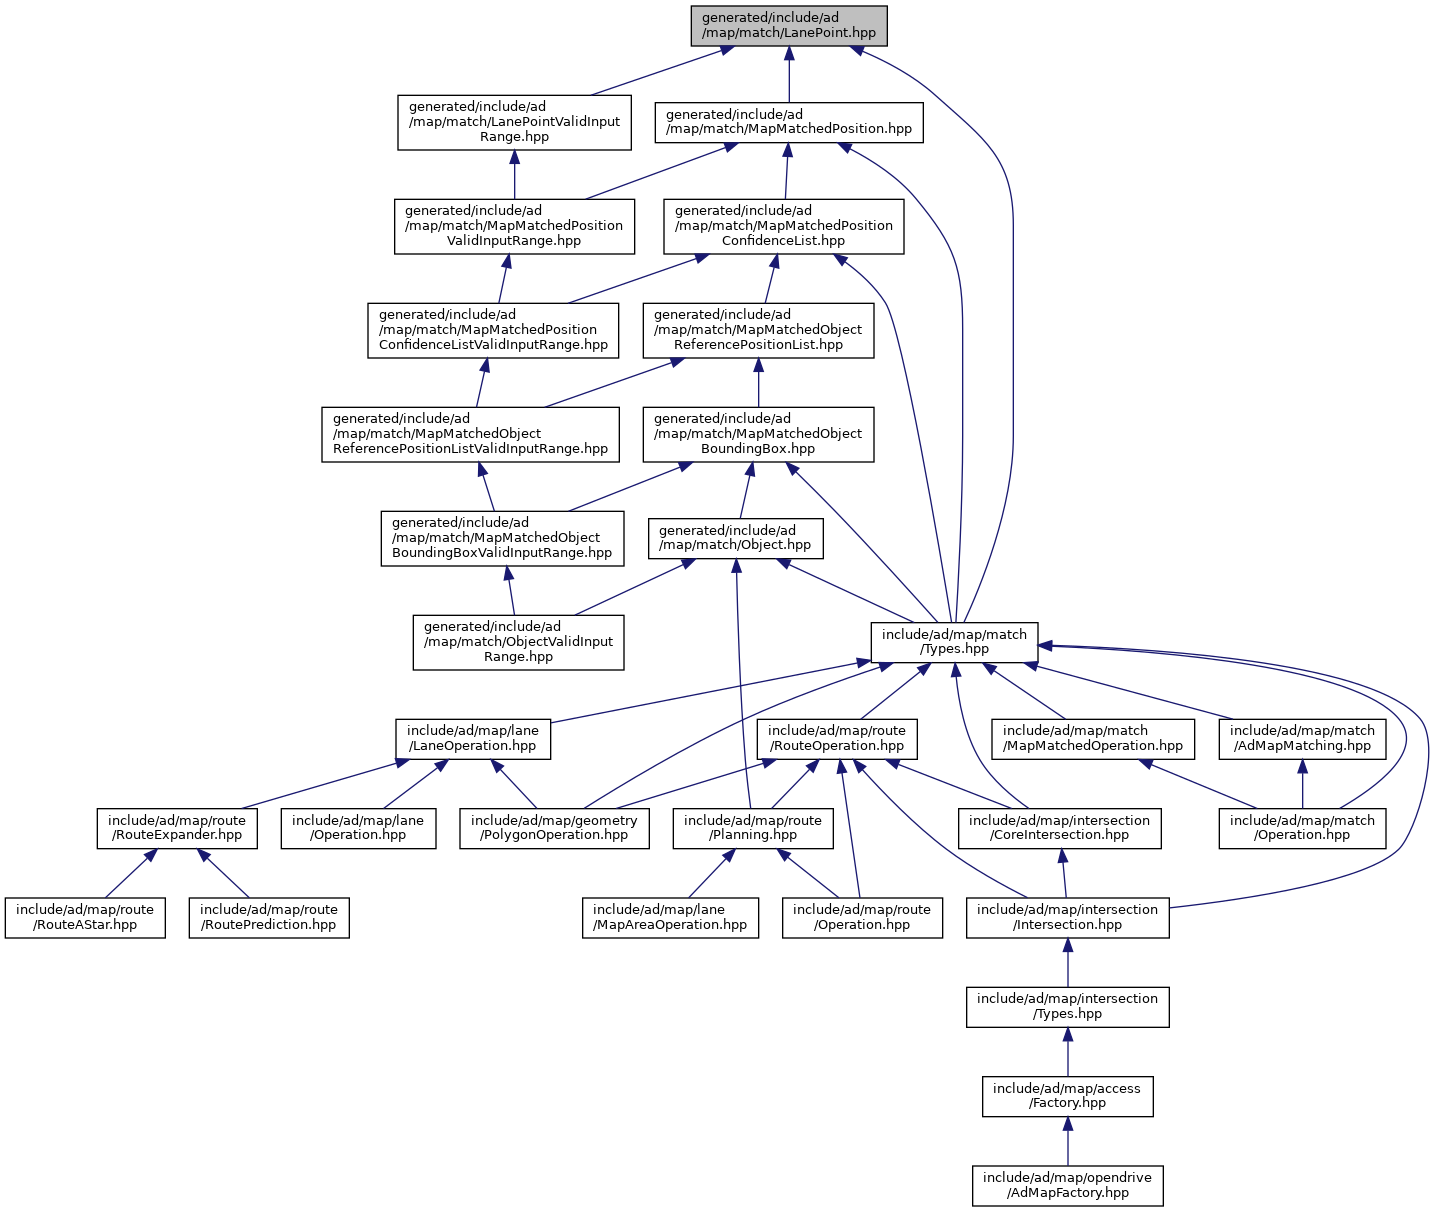 generated/include/ad
/map/match/LanePoint.hpp
generated/include/ad
/map/match/LanePointValidInput
Range.hpp
generated/include/ad
/map/match/MapMatchedPosition.hpp
generated/include/ad
/map/match/MapMatchedPosition
ValidInputRange.hpp
generated/include/ad
/map/match/MapMatchedPosition
ConfidenceList.hpp
generated/include/ad
/map/match/MapMatchedPosition
ConfidenceListValidInputRange.hpp
generated/include/ad
/map/match/MapMatchedObject
ReferencePositionList.hpp
generated/include/ad
/map/match/MapMatchedObject
ReferencePositionListValidInputRange.hpp
generated/include/ad
/map/match/MapMatchedObject
BoundingBox.hpp
generated/include/ad
/map/match/MapMatchedObject
BoundingBoxValidInputRange.hpp
generated/include/ad
/map/match/Object.hpp
generated/include/ad
/map/match/ObjectValidInput
Range.hpp
include/ad/map/match
/Types.hpp
include/ad/map/lane
/LaneOperation.hpp
include/ad/map/route
/RouteOperation.hpp
include/ad/map/match
/MapMatchedOperation.hpp
include/ad/map/match
/AdMapMatching.hpp
include/ad/map/route
/RouteExpander.hpp
include/ad/map/lane
/Operation.hpp
include/ad/map/geometry
/PolygonOperation.hpp
include/ad/map/route
/Planning.hpp
include/ad/map/intersection
/CoreIntersection.hpp
include/ad/map/match
/Operation.hpp
include/ad/map/route
/RouteAStar.hpp
include/ad/map/route
/RoutePrediction.hpp
include/ad/map/lane
/MapAreaOperation.hpp
include/ad/map/route
/Operation.hpp
include/ad/map/intersection
/Intersection.hpp
include/ad/map/intersection
/Types.hpp
include/ad/map/access
/Factory.hpp
include/ad/map/opendrive
/AdMapFactory.hpp